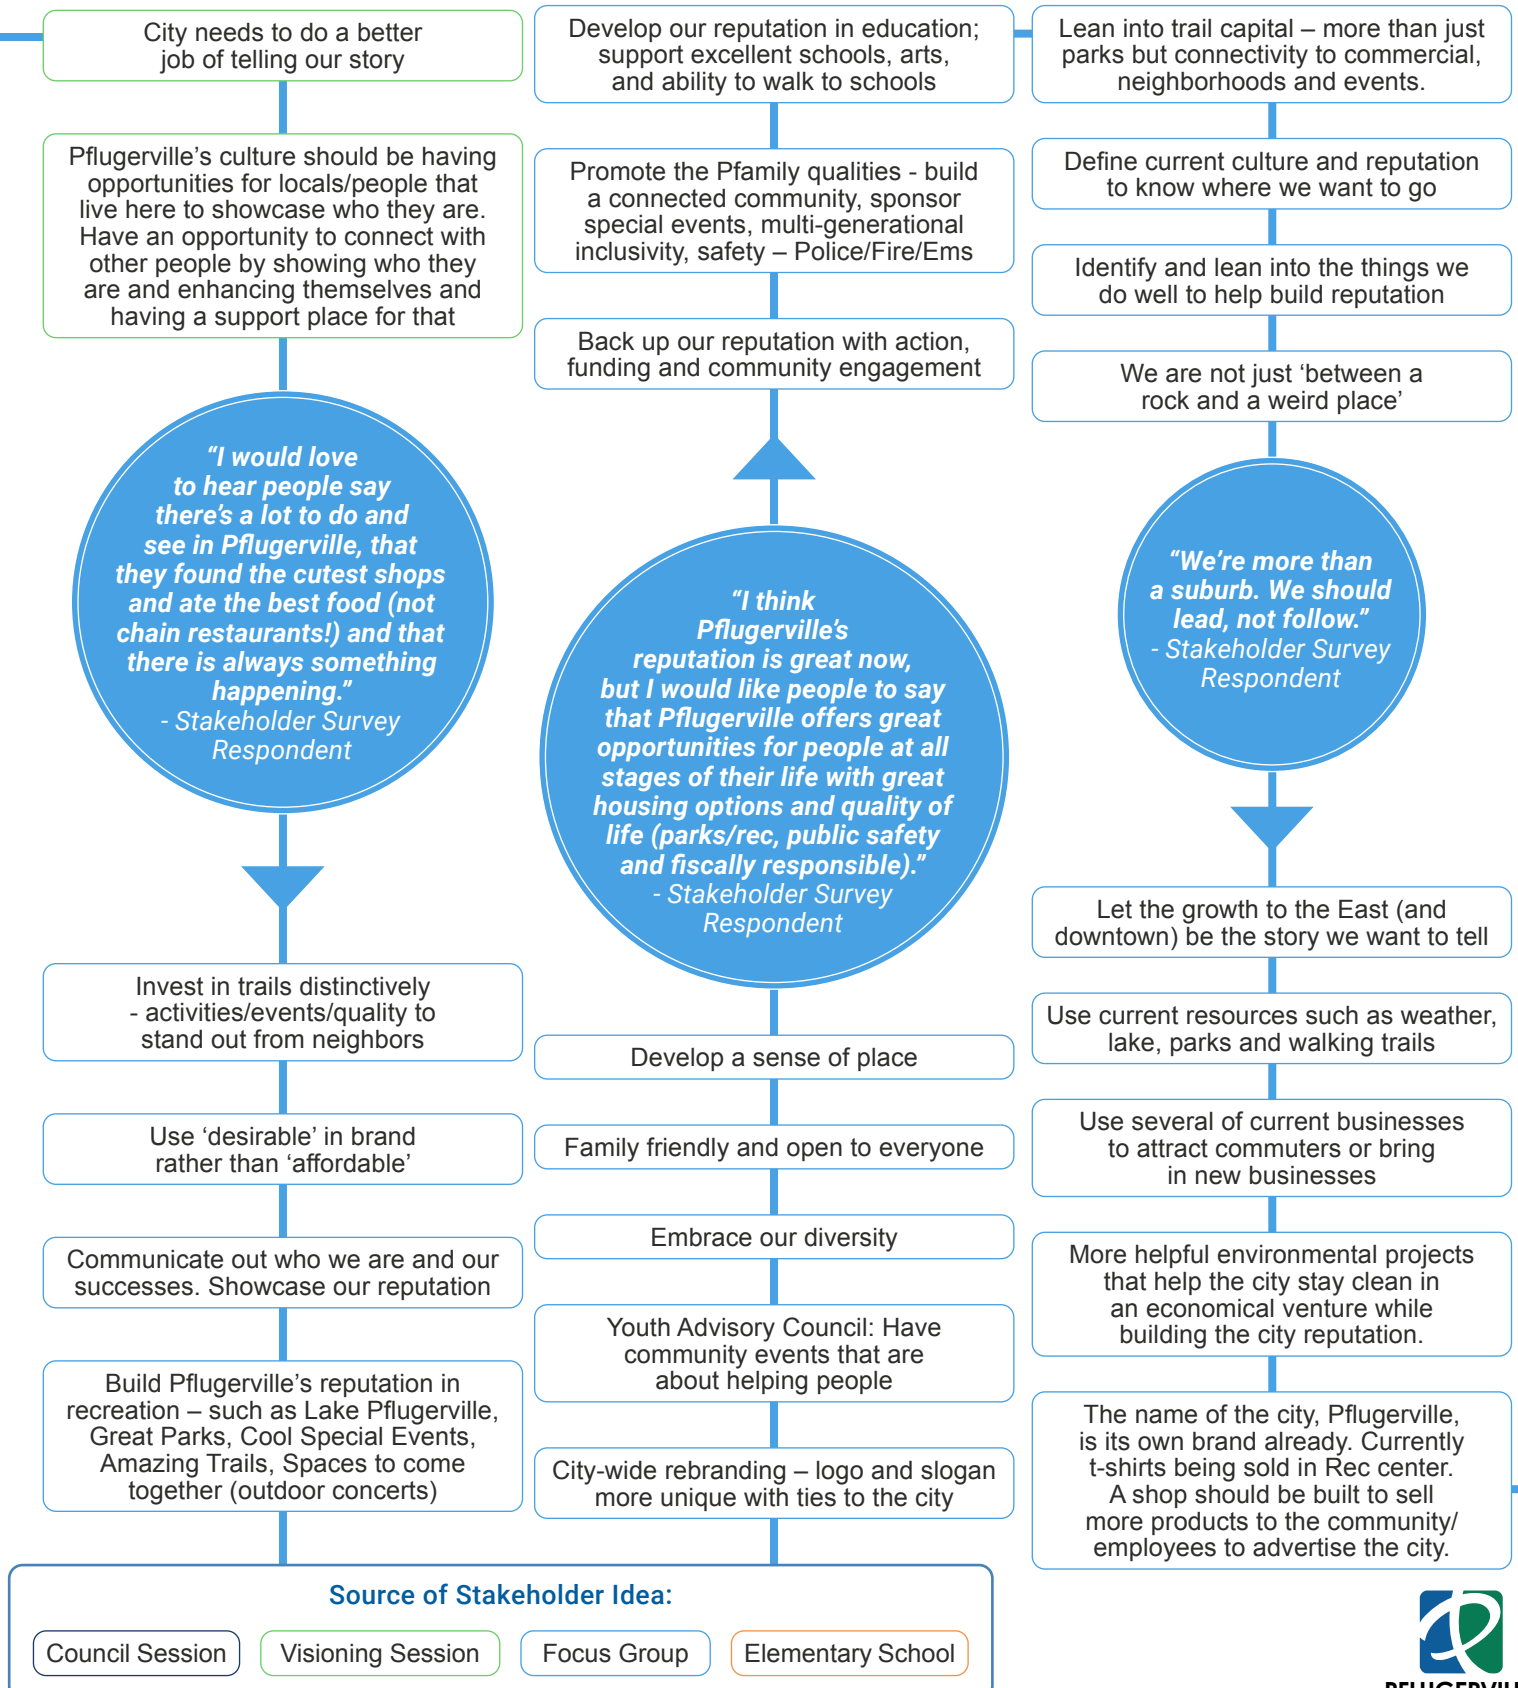 City needs to do a better
job of telling our story
Pflugerville’s culture should be having
opportunities for locals/people that
live here to showcase who they are.
Have an opportunity to connect with
other people by showing who they
are and enhancing themselves and
having a support place for that
“I would love
to hear people say
there’s a lot to do and
see in Pflugerville, that
they found the cutest shops
and ate the best food (not
chain restaurants!) and that
there is always something
happening.”
- Stakeholder Survey
Respondent
Invest in trails distinctively
- activities/events/quality to
stand out from neighbors
Use ‘desirable’ in brand
rather than ‘affordable’
Communicate out who we are and our
successes. Showcase our reputation
Build Pflugerville’s reputation in
recreation – such as Lake Pflugerville,
Great Parks, Cool Special Events,
Amazing Trails, Spaces to come
together (outdoor concerts)
Develop our reputation in education;
support excellent schools, arts,
and ability to walk to schools
Promote the Pfamily qualities - build
a connected community, sponsor
special events, multi-generational
inclusivity, safety – Police/Fire/Ems
Back up our reputation with action,
funding and community engagement
“I think
Pflugerville’s
reputation is great now,
but I would like people to say
that Pflugerville offers great
opportunities for people at all
stages of their life with great
housing options and quality of
life (parks/rec, public safety
and fiscally responsible).”
- Stakeholder Survey
Respondent
Develop a sense of place
Family friendly and open to everyone
Embrace our diversity
Youth Advisory Council: Have
community events that are
about helping people
City-wide rebranding – logo and slogan
more unique with ties to the city
Lean into trail capital – more than just
parks but connectivity to commercial,
neighborhoods and events.
Define current culture and reputation
to know where we want to go
Identify and lean into the things we
do well to help build reputation
We are not just ‘between a
rock and a weird place’
“We’re more than
a suburb. We should
lead, not follow.”
- Stakeholder Survey
Respondent
Let the growth to the East (and
downtown) be the story we want to tell
Use current resources such as weather,
lake, parks and walking trails
Use several of current businesses
to attract commuters or bring
in new businesses
More helpful environmental projects
that help the city stay clean in
an economical venture while
building the city reputation.
The name of the city, Pflugerville,
is its own brand already. Currently
t-shirts being sold in Rec center.
A shop should be built to sell
more products to the community/
employees to advertise the city.
Source of Stakeholder Idea:
Council Session
Visioning Session
Focus Group
Elementary School